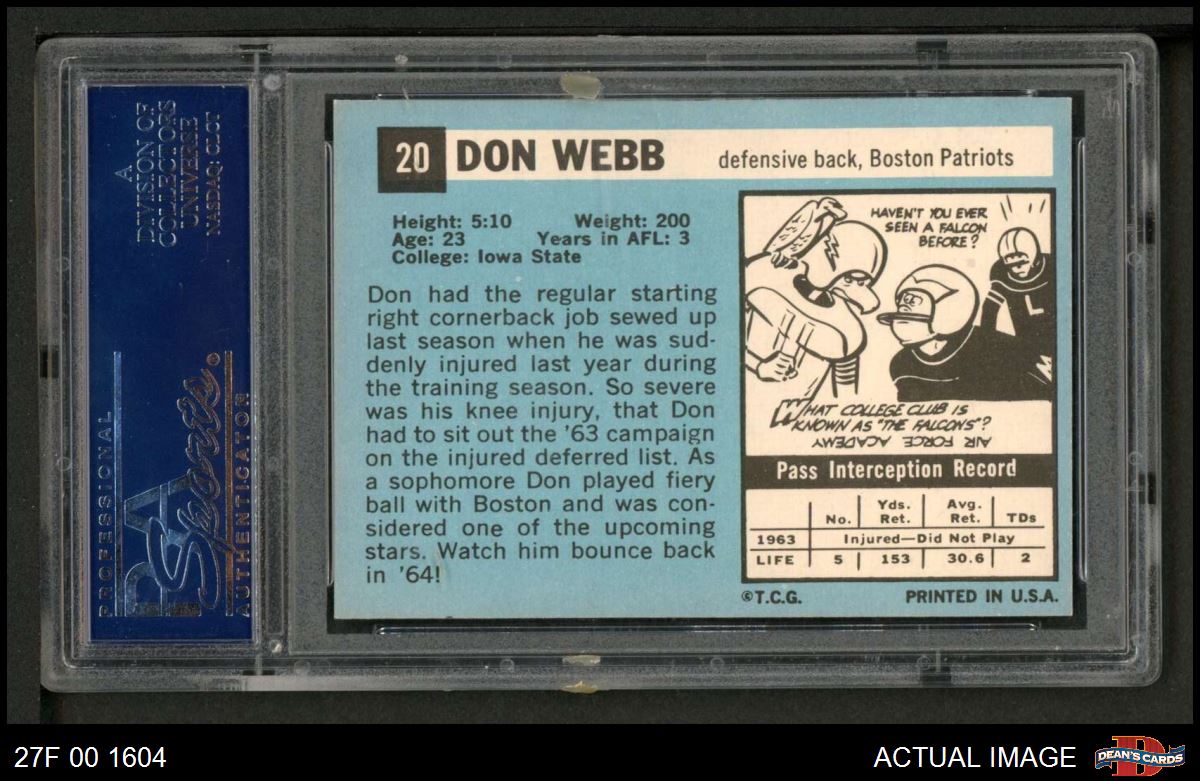 A
DIVISION OF
COLLECTORS
UNIVERSE
NASDAQ: CLCT
PROFESSIONAL
PSA
Sports
AUTHENTICATOR
20 DON WEBB defensive back, Boston Patriots
Height: 5:10 Weight: 200
Age: 23 Years in AFL: 3
College: Iowa State
Don had the regular starting
right cornerback job sewed up
last season when he was sud-
denly injured last year during
the training season. So severe
was his knee injury, that Don
had to sit out the '63 campaign
on the injured deferred list. As
a sophomore Don played fiery
ball with Boston and was con-
sidered one of the upcoming
stars. Watch him bounce back
in '64!
HAVEN'T YOU EVER
SEEN A FALCON
BEFORE?
L
WHAT COLLEGE CLUB IS
KNOWN AS "THE FALCONS"?
AIR FORCE ACADEMY
Pass Interception Record
No. Yds. Ret. Avg. Ret. TDs
1963 Injured—Did Not Play
LIFE 5 153 30.6 2
©T.C.G. PRINTED IN U.S.A.
27F 00 1604 ACTUAL IMAGE
D
DEAN'S CARDS